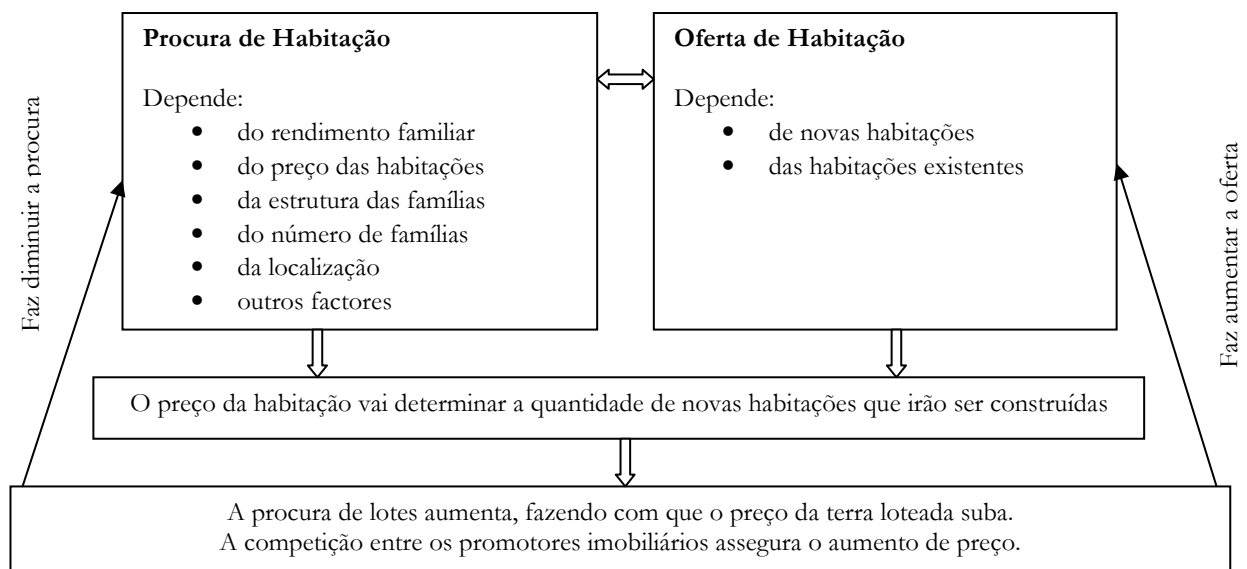 Procura de Habitação
Depende:
• do rendimento familiar
• do preço das habitações
• da estrutura das famílias
• do número de famílias
• da localização
• outros factores
Oferta de Habitação
Depende:
• de novas habitações
• das habitações existentes
Faz diminuir a procura
Faz aumentar a oferta
O preço da habitação vai determinar a quantidade de novas habitações que irão ser construídas
A procura de lotes aumenta, fazendo com que o preço da terra loteada suba.
A competição entre os promotores imobiliários assegura o aumento de preço.